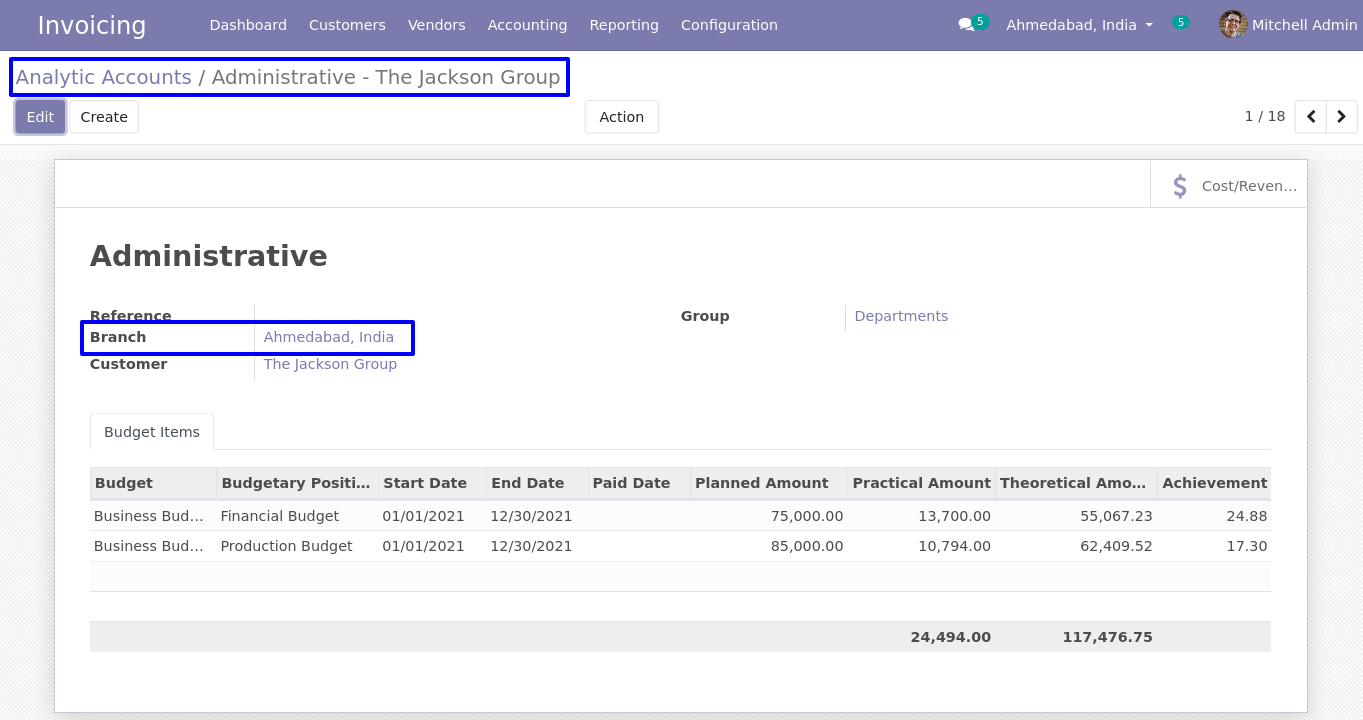 Invoicing Dashboard Customers Vendors Accounting Reporting Configuration 5 Ahmedabad, India 5 Mitchell Admin
Analytic Accounts / Administrative - The Jackson Group
Edit Create Action 1 / 18
$ Cost/Reven...
Administrative
Reference Group Departments
Branch Ahmedabad, India
Customer The Jackson Group
Budget Items
Budget Budgetary Positi... Start Date End Date Paid Date Planned Amount Practical Amount Theoretical Amo... Achievement
Business Bud... Financial Budget 01/01/2021 12/30/2021 75,000.00 13,700.00 55,067.23 24.88
Business Bud... Production Budget 01/01/2021 12/30/2021 85,000.00 10,794.00 62,409.52 17.30
24,494.00 117,476.75